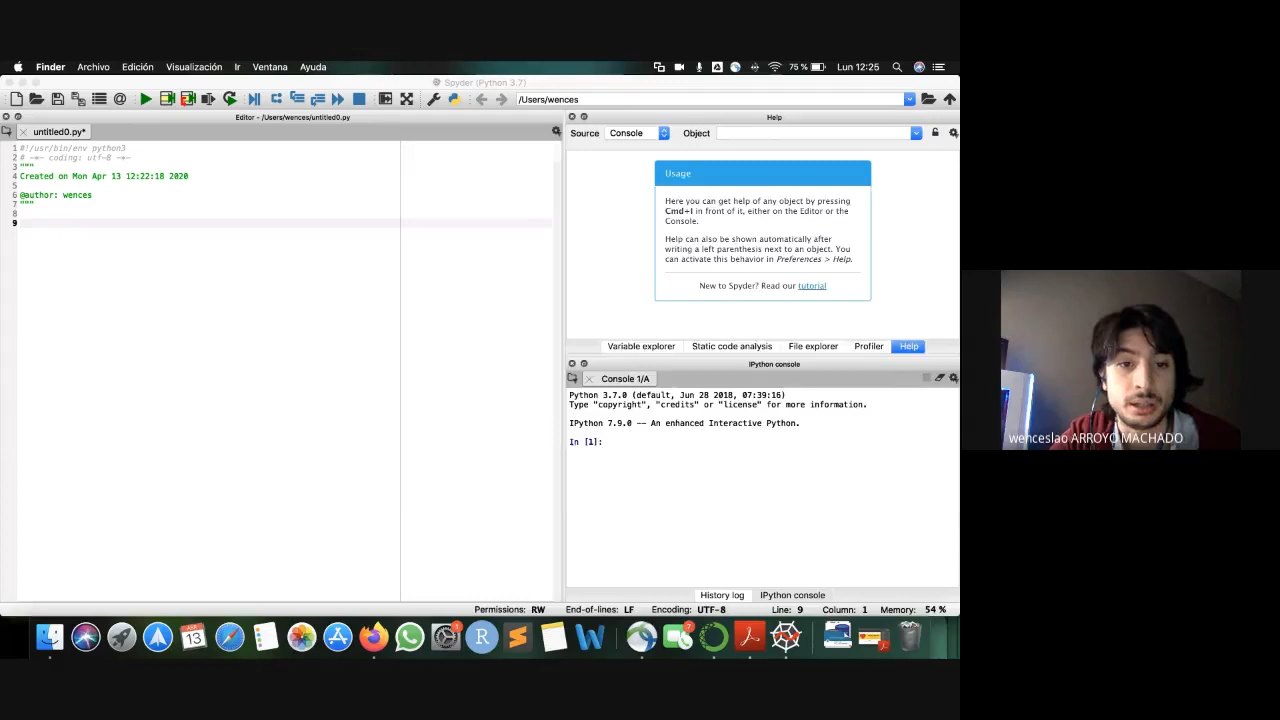 Finder Archivo Edición Visualización Ir Ventana Ayuda 75 % Lun 12:25
Spyder (Python 3.7)
/Users/wences
Editor - /Users/wences/untitled0.py
Help
untitled0.py*
Source Console Object
1 #!/usr/bin/env python3
2 # -*- coding: utf-8 -*-
3 """
4 Created on Mon Apr 13 12:22:18 2020
5
6 @author: wences
7 """
8
9
Usage
Here you can get help of any object by pressing
Cmd+I in front of it, either on the Editor or the
Console.
Help can also be shown automatically after
writing a left parenthesis next to an object. You
can activate this behavior in Preferences > Help.
New to Spyder? Read our tutorial
Variable explorer Static code analysis File explorer Profiler Help
IPython console
Console 1/A
Python 3.7.0 (default, Jun 28 2018, 07:39:16)
Type "copyright", "credits" or "license" for more information.
IPython 7.9.0 -- An enhanced Interactive Python.
In [1]:
History log IPython console
Permissions: RW End-of-lines: LF Encoding: UTF-8 Line: 9 Column: 1 Memory: 54 %
wenceslao ARROYO MACHADO
13
1
R
W
7